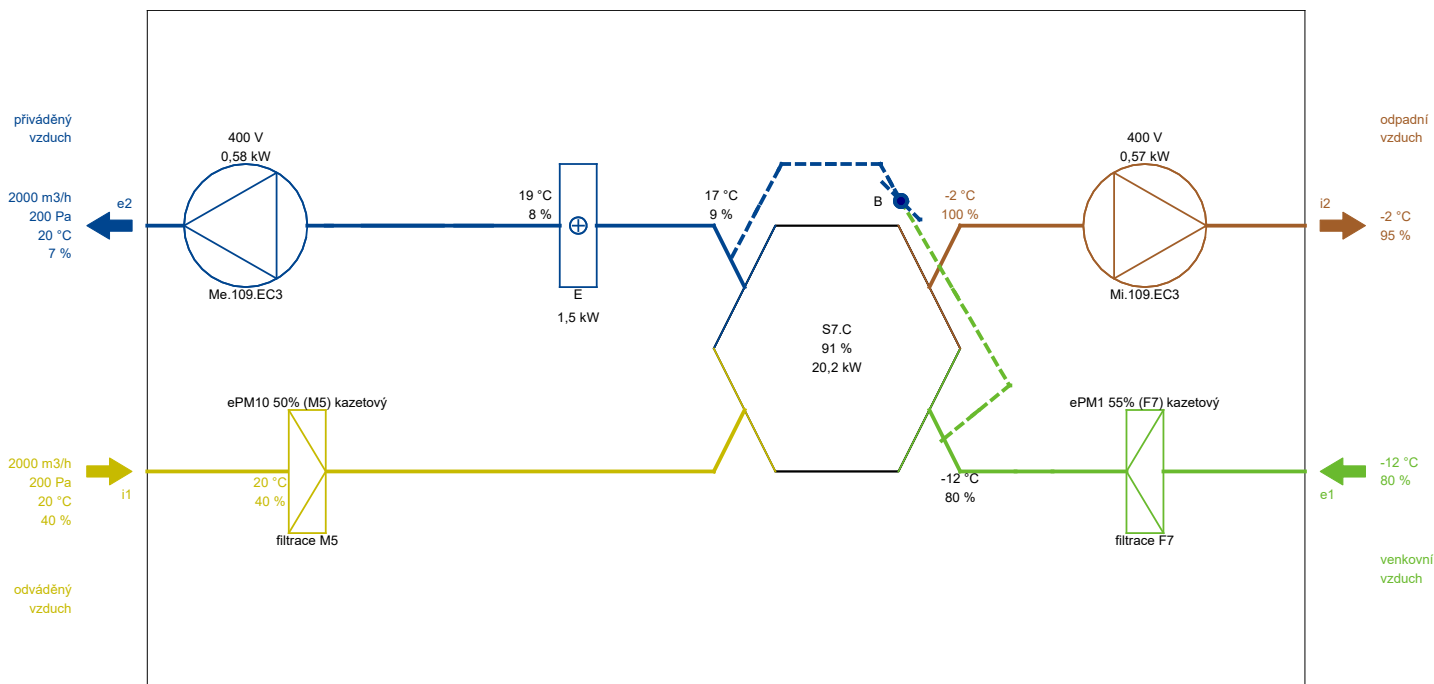 přiváděný
vzduch
2000 m3/h
200 Pa
20 °C
7 %
e2
400 V
0,58 kW
Me.109.EC3
19 °C
8 %
E
1,5 kW
17 °C
9 %
B
-2 °C
100 %
400 V
0,57 kW
Mi.109.EC3
odpadní
vzduch
i2
-2 °C
95 %
S7.C
91 %
20,2 kW
ePM10 50% (M5) kazetový
2000 m3/h
200 Pa
20 °C
40 %
i1
20 °C
40 %
filtrace M5
odváděný
vzduch
-12 °C
80 %
ePM1 55% (F7) kazetový
filtrace F7
e1
-12 °C
80 %
venkovní
vzduch